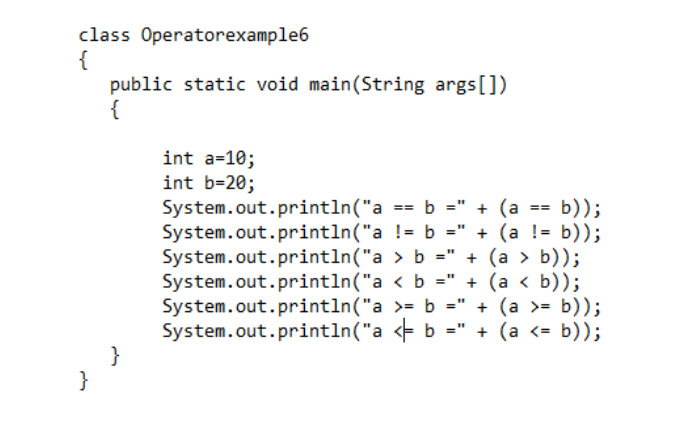 class Operatorexample6
{
public static void main(String args[])
{
int a=10;
int b=20;
System.out.println("a == b =" + (a == b));
System.out.println("a != b =" + (a != b));
System.out.println("a > b =" + (a > b));
System.out.println("a < b =" + (a < b));
System.out.println("a >= b =" + (a >= b));
System.out.println("a <= b =" + (a <= b));
}
}